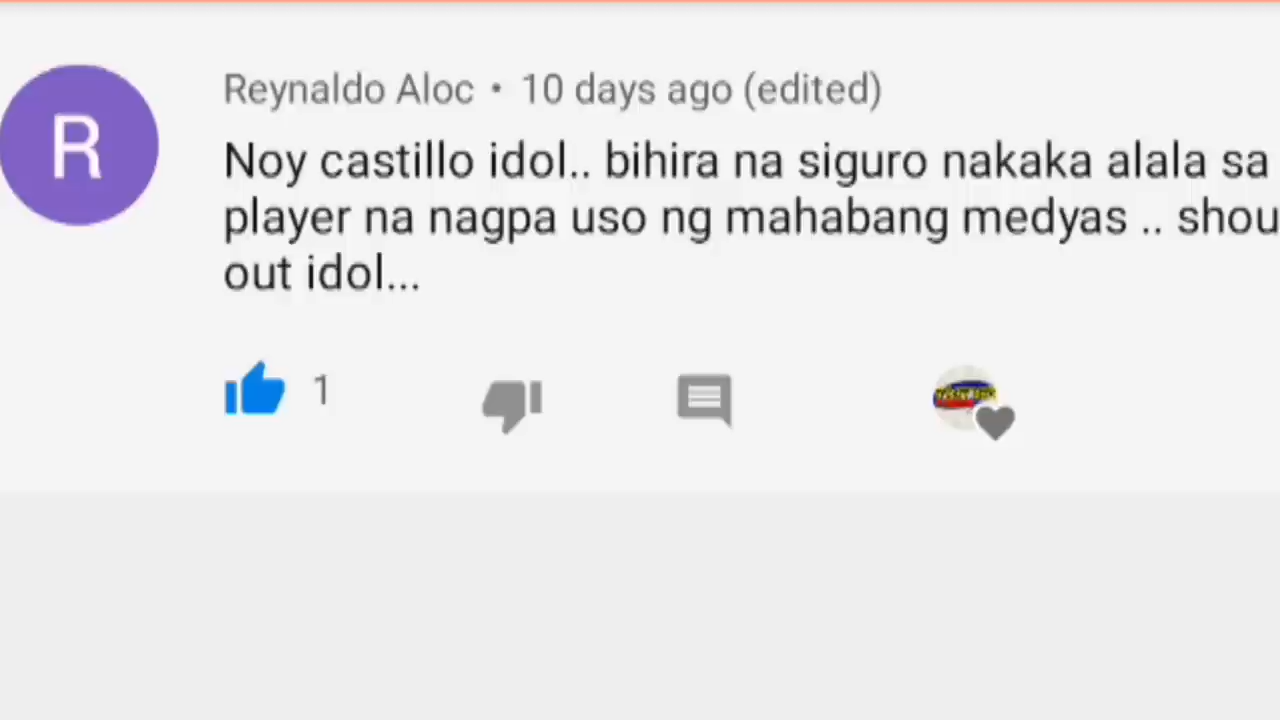 R
Reynaldo Aloc • 10 days ago (edited)
Noy castillo idol.. bihira na siguro nakaka alala sa
player na nagpa uso ng mahabang medyas .. shou
out idol...
1